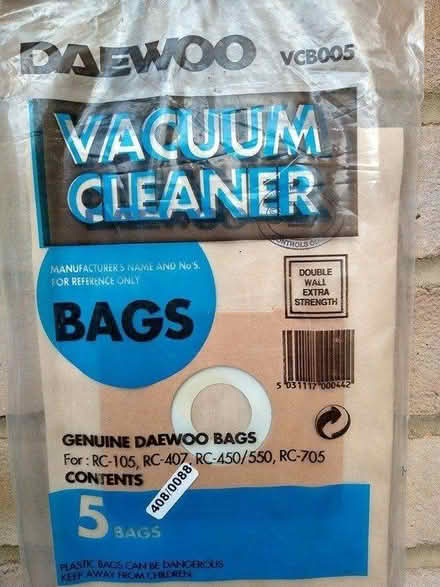 DAEWOO VCB005
VACUUM
CLEANER
CONTROLS
MANUFACTURER'S NAME AND No'S.
FOR REFERENCE ONLY
BAGS
DOUBLE
WALL
EXTRA
STRENGTH
5 031117 000442
GENUINE DAEWOO BAGS
For : RC-105, RC-407, RC-450/550, RC-705
CONTENTS
408/0088
5 BAGS
PLASTIC BAGS CAN BE DANGEROUS
KEEP AWAY FROM CHILDREN